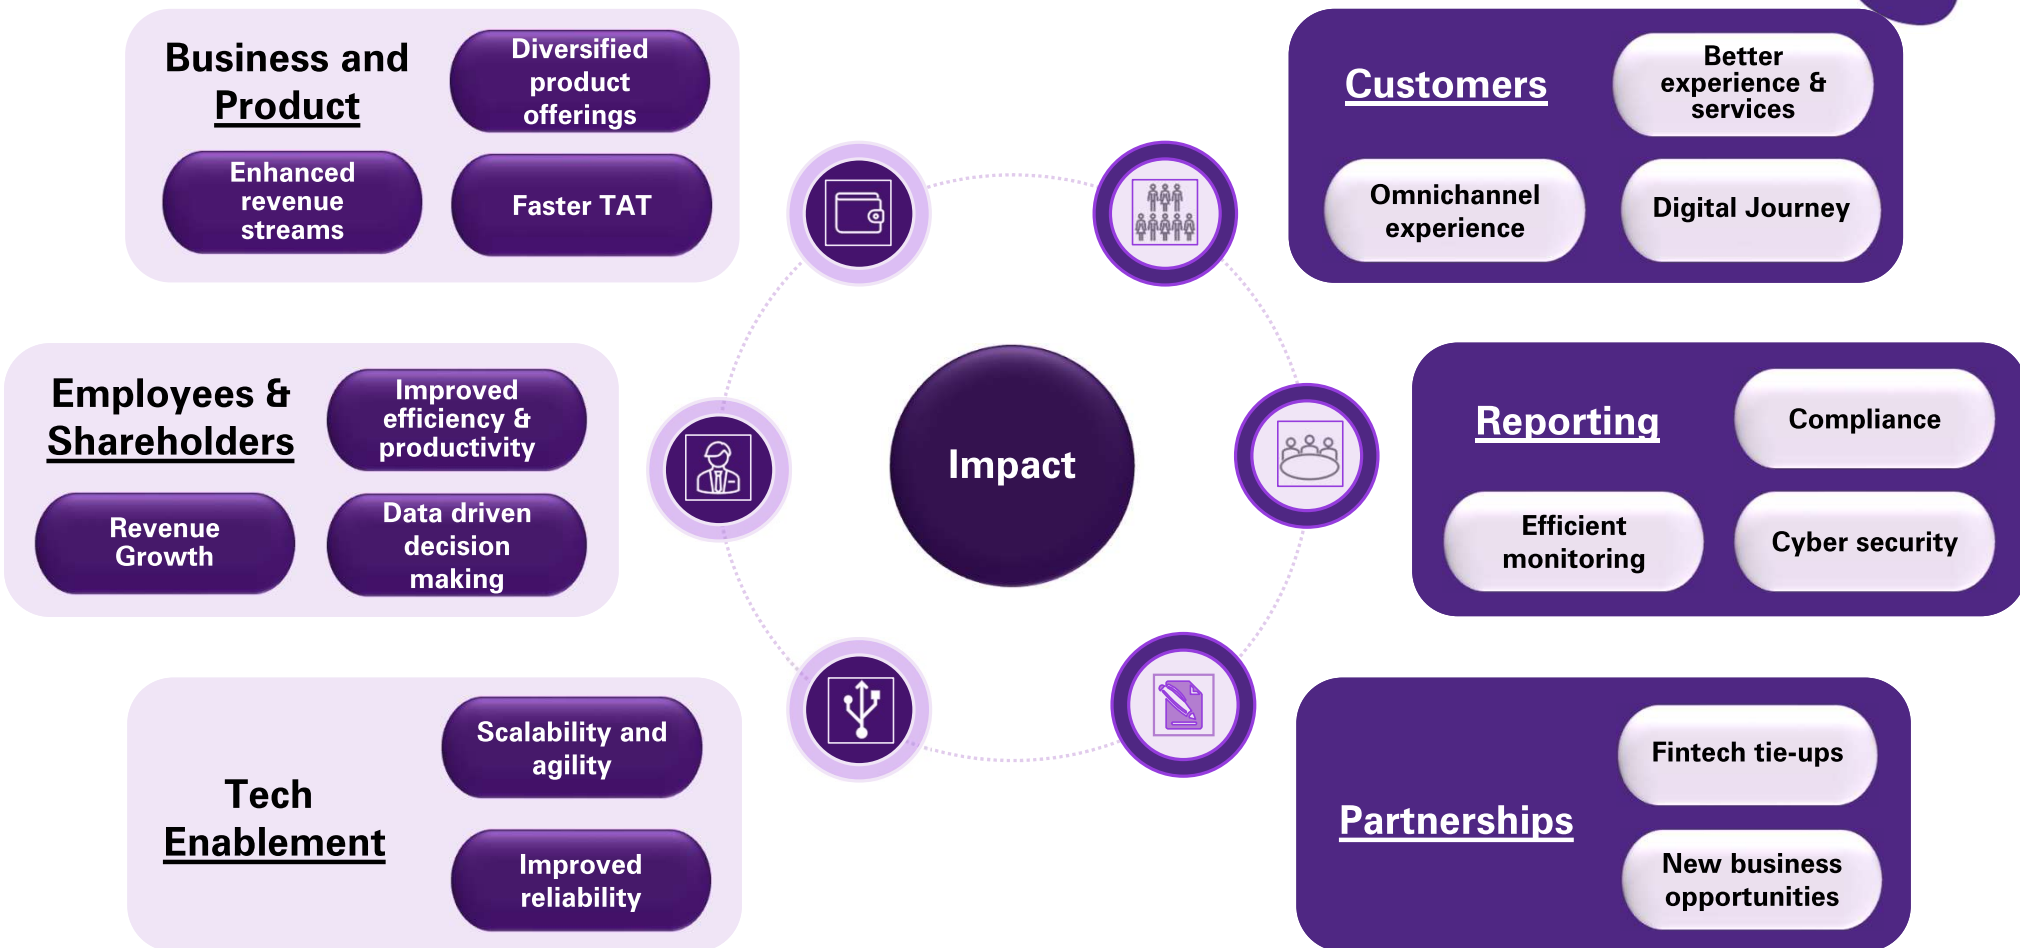 Business and
Product
Diversified
product
offerings
Enhanced
revenue
streams
Faster TAT
Customers
Better
experience &
services
Omnichannel
experience
Digital Journey
Employees &
Shareholders
Improved
efficiency &
productivity
Revenue
Growth
Data driven
decision
making
Impact
Reporting
Compliance
Efficient
monitoring
Cyber security
Tech
Enablement
Scalability and
agility
Improved
reliability
Partnerships
Fintech tie-ups
New business
opportunities